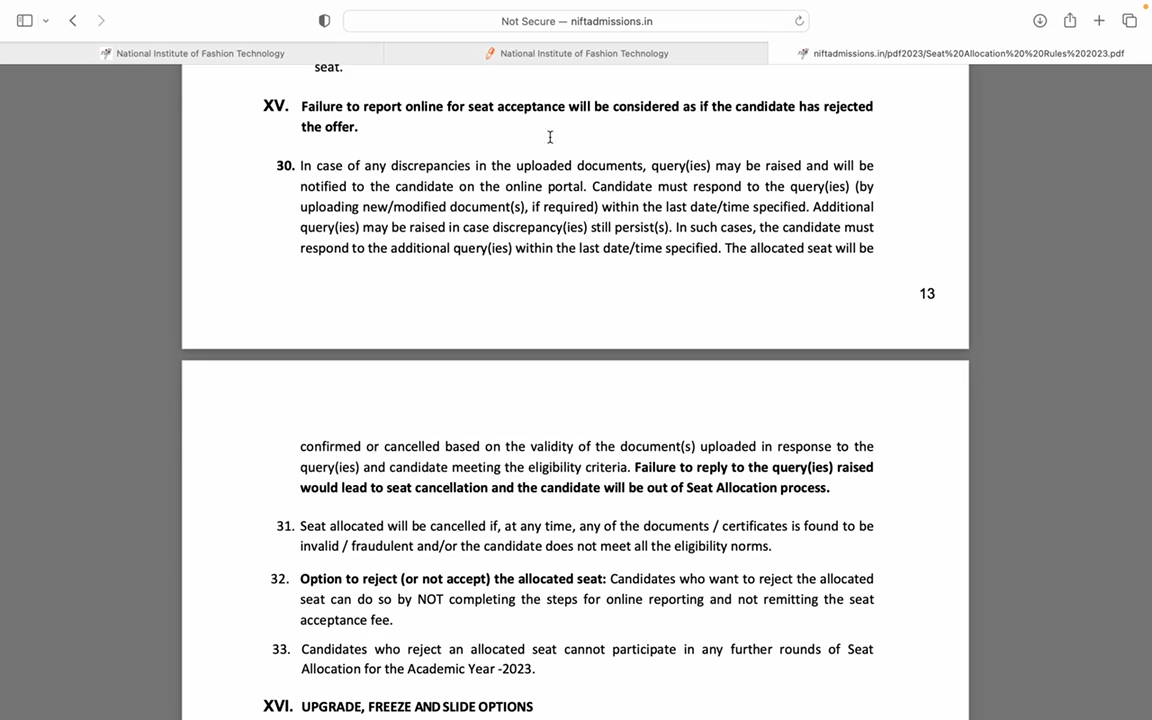 Not Secure — niftadmissions.in
National Institute of Fashion Technology
National Institute of Fashion Technology
niftadmissions.in/pdf2023/Seat%20Allocation%20%20Rules%202023.pdf
seat.
XV. Failure to report online for seat acceptance will be considered as if the candidate has rejected
the offer.
30. In case of any discrepancies in the uploaded documents, query(ies) may be raised and will be
notified to the candidate on the online portal. Candidate must respond to the query(ies) (by
uploading new/modified document(s), if required) within the last date/time specified. Additional
query(ies) may be raised in case discrepancy(ies) still persist(s). In such cases, the candidate must
respond to the additional query(ies) within the last date/time specified. The allocated seat will be
13
confirmed or cancelled based on the validity of the document(s) uploaded in response to the
query(ies) and candidate meeting the eligibility criteria. Failure to reply to the query(ies) raised
would lead to seat cancellation and the candidate will be out of Seat Allocation process.
31. Seat allocated will be cancelled if, at any time, any of the documents / certificates is found to be
invalid / fraudulent and/or the candidate does not meet all the eligibility norms.
32. Option to reject (or not accept) the allocated seat: Candidates who want to reject the allocated
seat can do so by NOT completing the steps for online reporting and not remitting the seat
acceptance fee.
33. Candidates who reject an allocated seat cannot participate in any further rounds of Seat
Allocation for the Academic Year -2023.
XVI. UPGRADE, FREEZE AND SLIDE OPTIONS